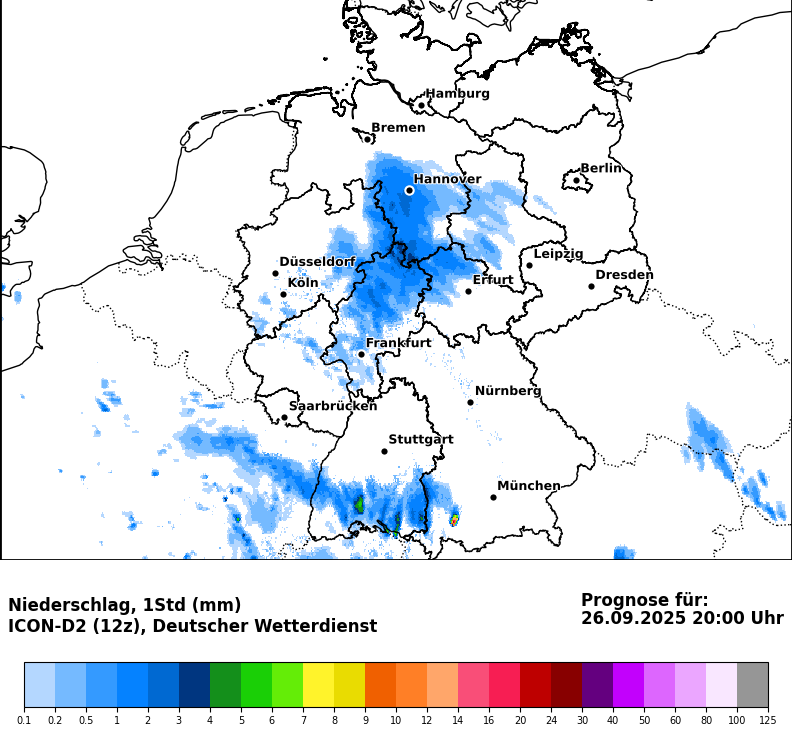 Hamburg
Bremen
Berlin
Hannover
Leipzig
Düsseldorf
Dresden
Köln
Erfurt
Frankfurt
Nürnberg
Saarbrücken
Stuttgart
München
Niederschlag, 1Std (mm)
ICON-D2 (12z), Deutscher Wetterdienst
Prognose für:
26.09.2025 20:00 Uhr
0.1 0.2 0.5 1 2 3 4 5 6 7 8 9 10 12 14 16 20 24 30 40 50 60 80 100 125